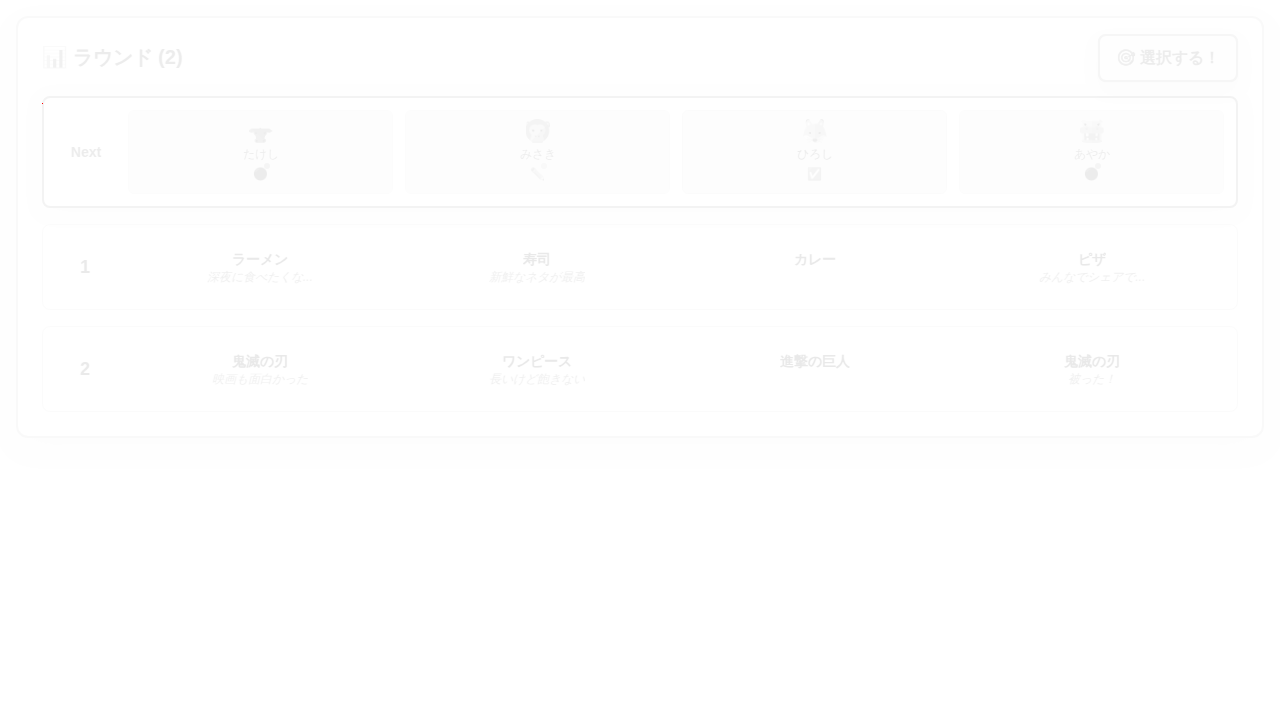 ラウンド (2)
選択する！
Next
たけし
みさき
ひろし
あやか
1
ラーメン
深夜に食べたくな...
寿司
新鮮なネタが最高
カレー
ピザ
みんなでシェアで...
2
鬼滅の刃
映画も面白かった
ワンピース
長いけど飽きない
進撃の巨人
鬼滅の刃
被った！